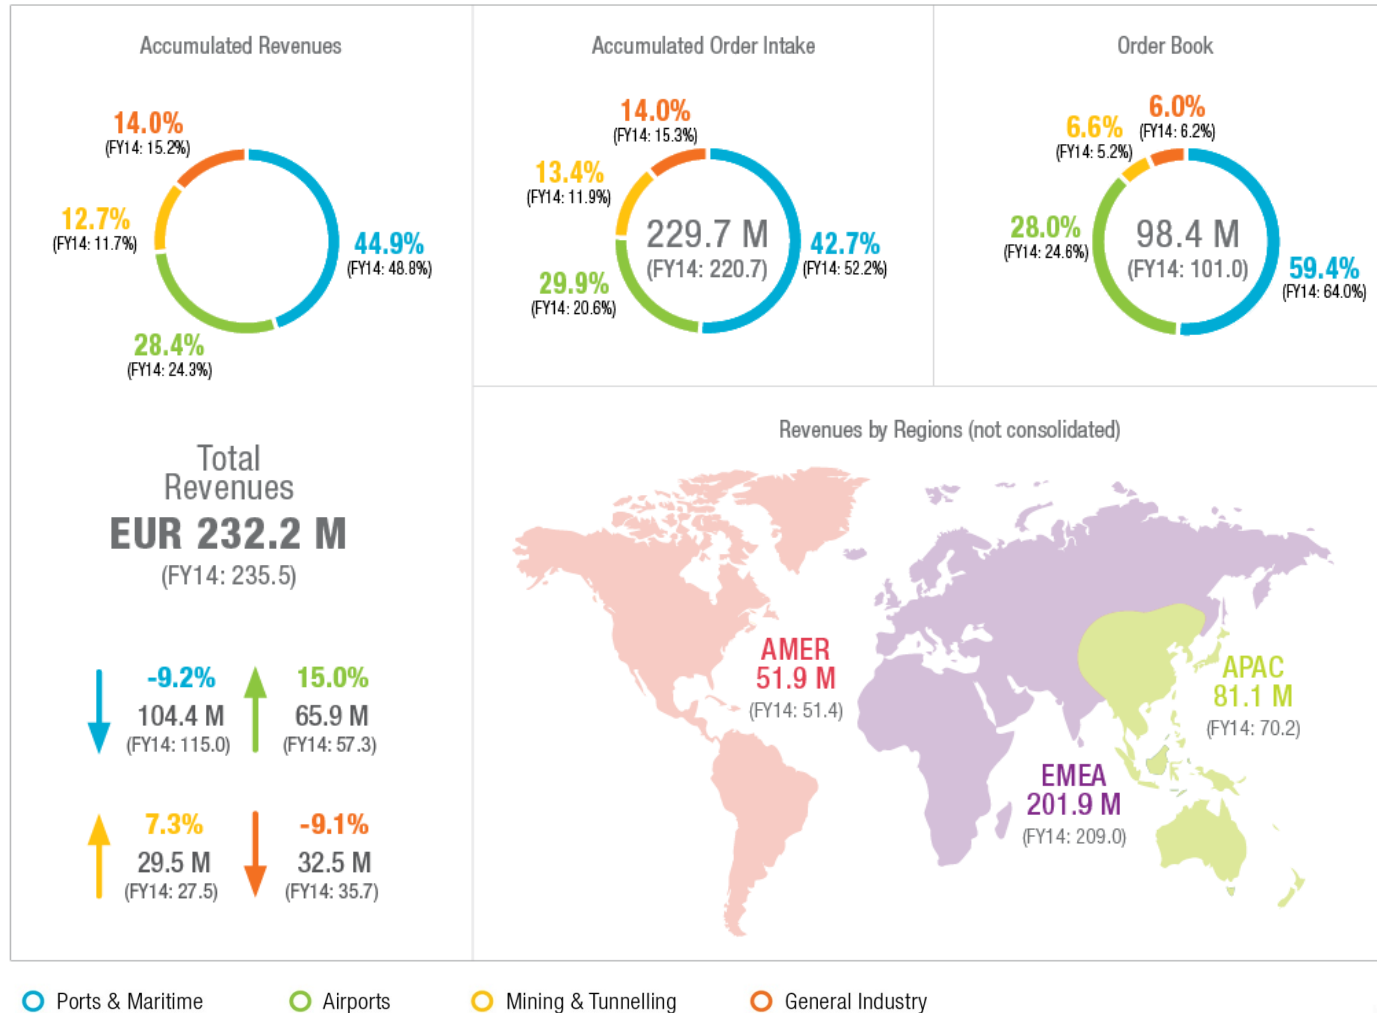 Accumulated Revenues
14.0%
(FY14: 15.2%)
12.7%
(FY14: 11.7%)
44.9%
(FY14: 48.8%)
28.4%
(FY14: 24.3%)
Total
Revenues
EUR 232.2 M
(FY14: 235.5)
-9.2%
104.4 M
(FY14: 115.0)
15.0%
65.9 M
(FY14: 57.3)
7.3%
29.5 M
(FY14: 27.5)
-9.1%
32.5 M
(FY14: 35.7)
Accumulated Order Intake
14.0%
(FY14: 15.3%)
13.4%
(FY14: 11.9%)
229.7 M
(FY14: 220.7)
42.7%
(FY14: 52.2%)
29.9%
(FY14: 20.6%)
Order Book
6.0%
(FY14: 6.2%)
6.6%
(FY14: 5.2%)
28.0%
(FY14: 24.6%)
98.4 M
(FY14: 101.0)
59.4%
(FY14: 64.0%)
Revenues by Regions (not consolidated)
AMER
51.9 M
(FY14: 51.4)
APAC
81.1 M
(FY14: 70.2)
EMEA
201.9 M
(FY14: 209.0)
Ports & Maritime
Airports
Mining & Tunnelling
General Industry